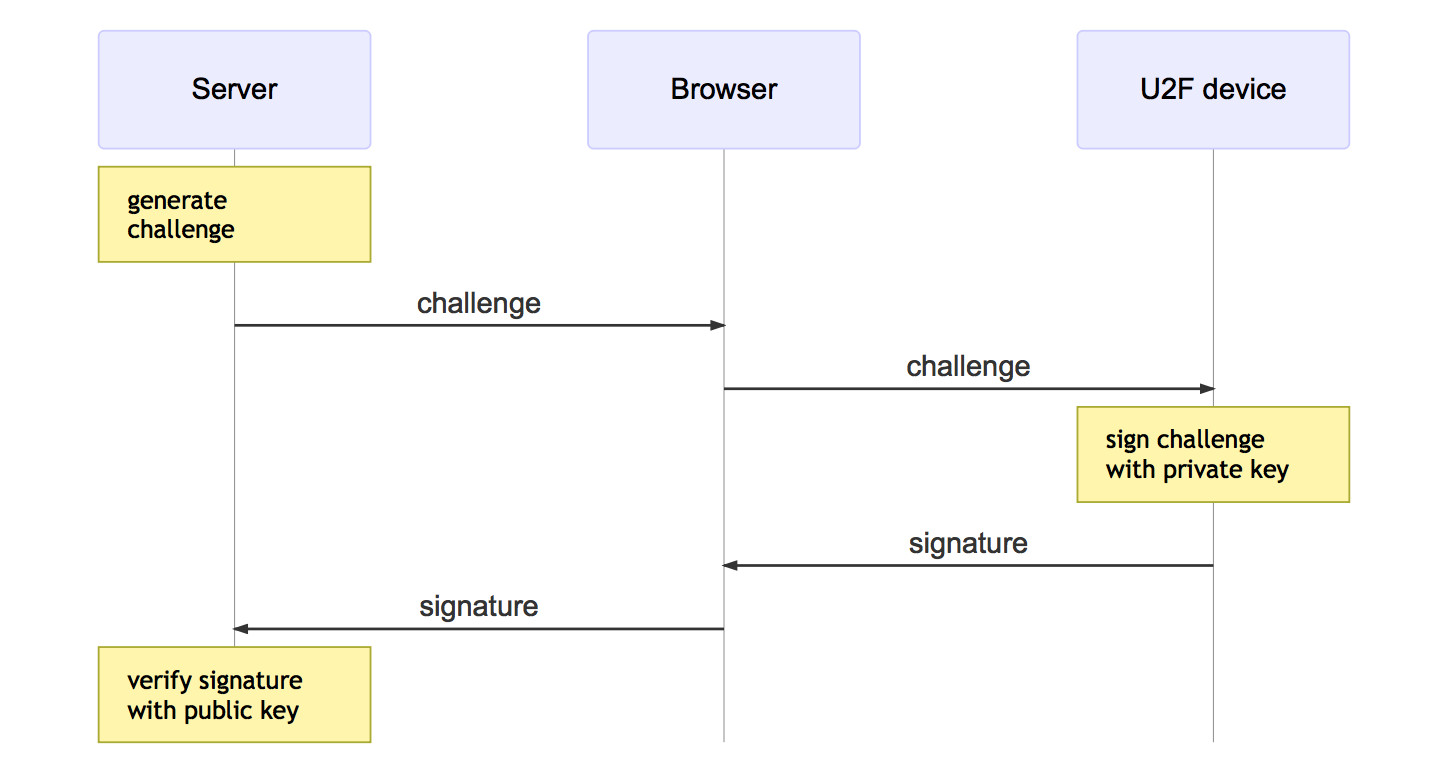 Server
Browser
U2F device
generate
challenge
challenge
challenge
sign challenge
with private key
signature
signature
verify signature
with public key